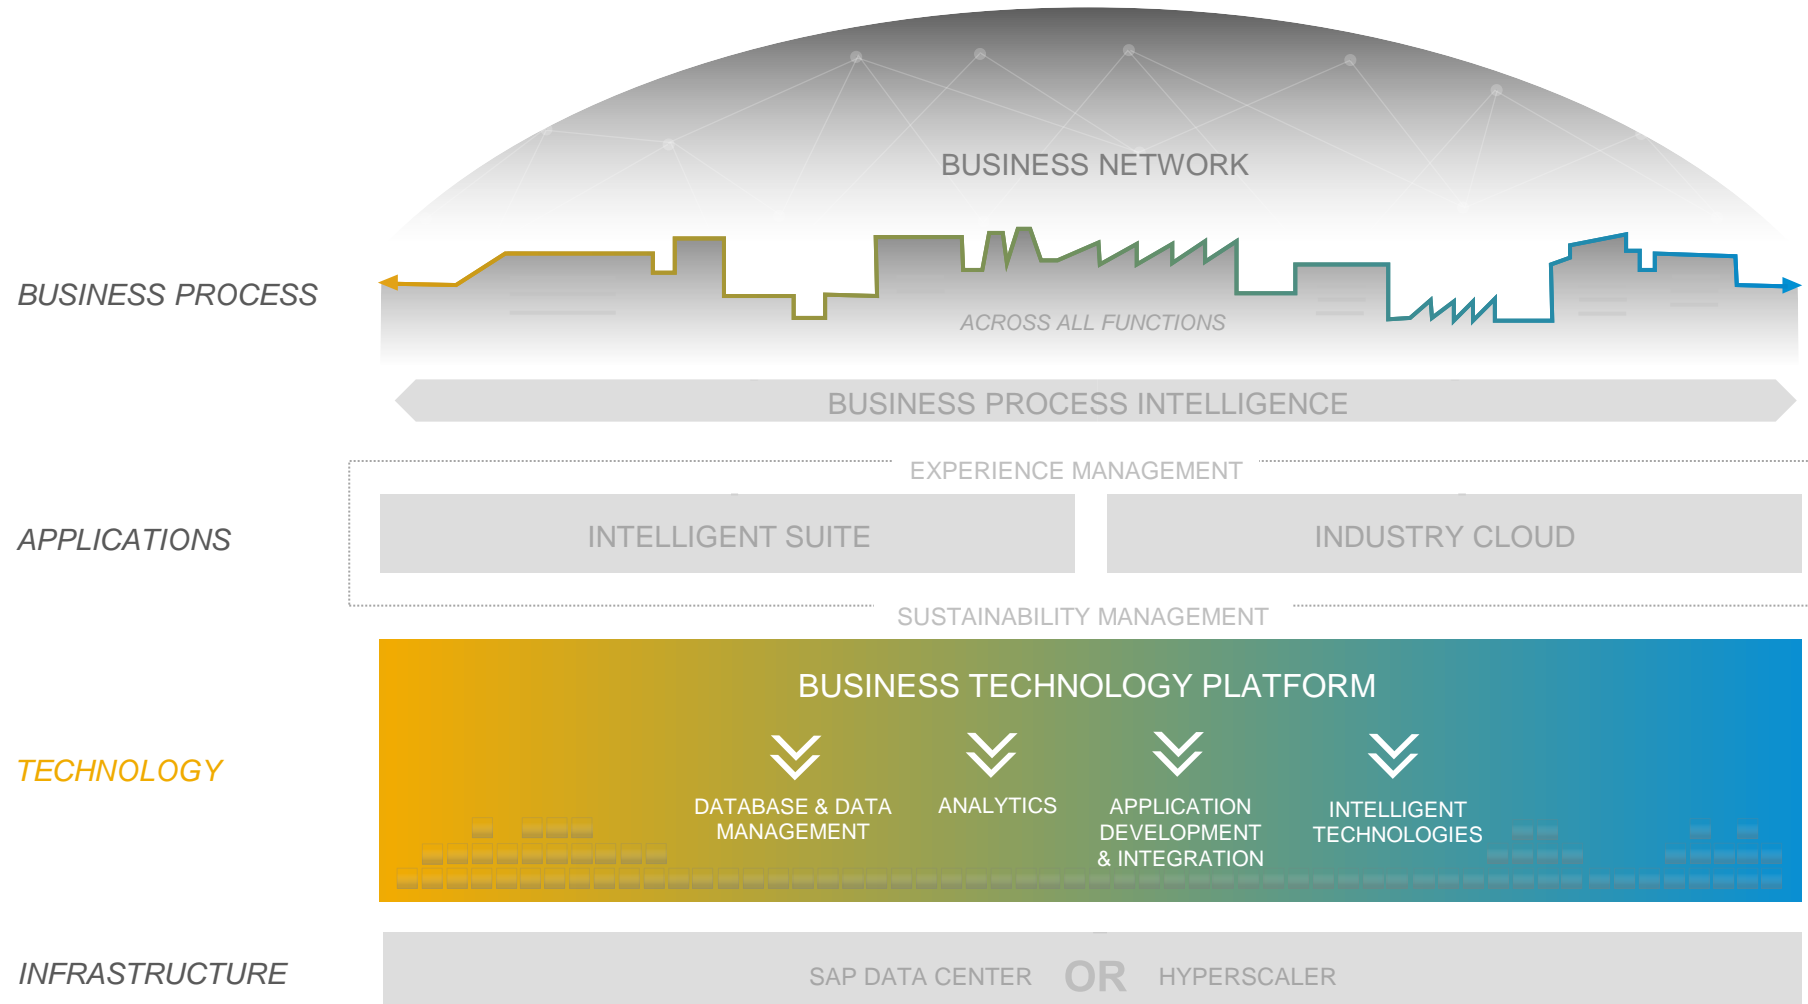 BUSINESS NETWORK
BUSINESS PROCESS
ACROSS ALL FUNCTIONS
BUSINESS PROCESS INTELLIGENCE
EXPERIENCE MANAGEMENT
APPLICATIONS
INTELLIGENT SUITE
INDUSTRY CLOUD
SUSTAINABILITY MANAGEMENT
BUSINESS TECHNOLOGY PLATFORM
TECHNOLOGY
DATABASE & DATA
MANAGEMENT
ANALYTICS
APPLICATION
DEVELOPMENT
& INTEGRATION
INTELLIGENT
TECHNOLOGIES
INFRASTRUCTURE
SAP DATA CENTER OR HYPERSCALER